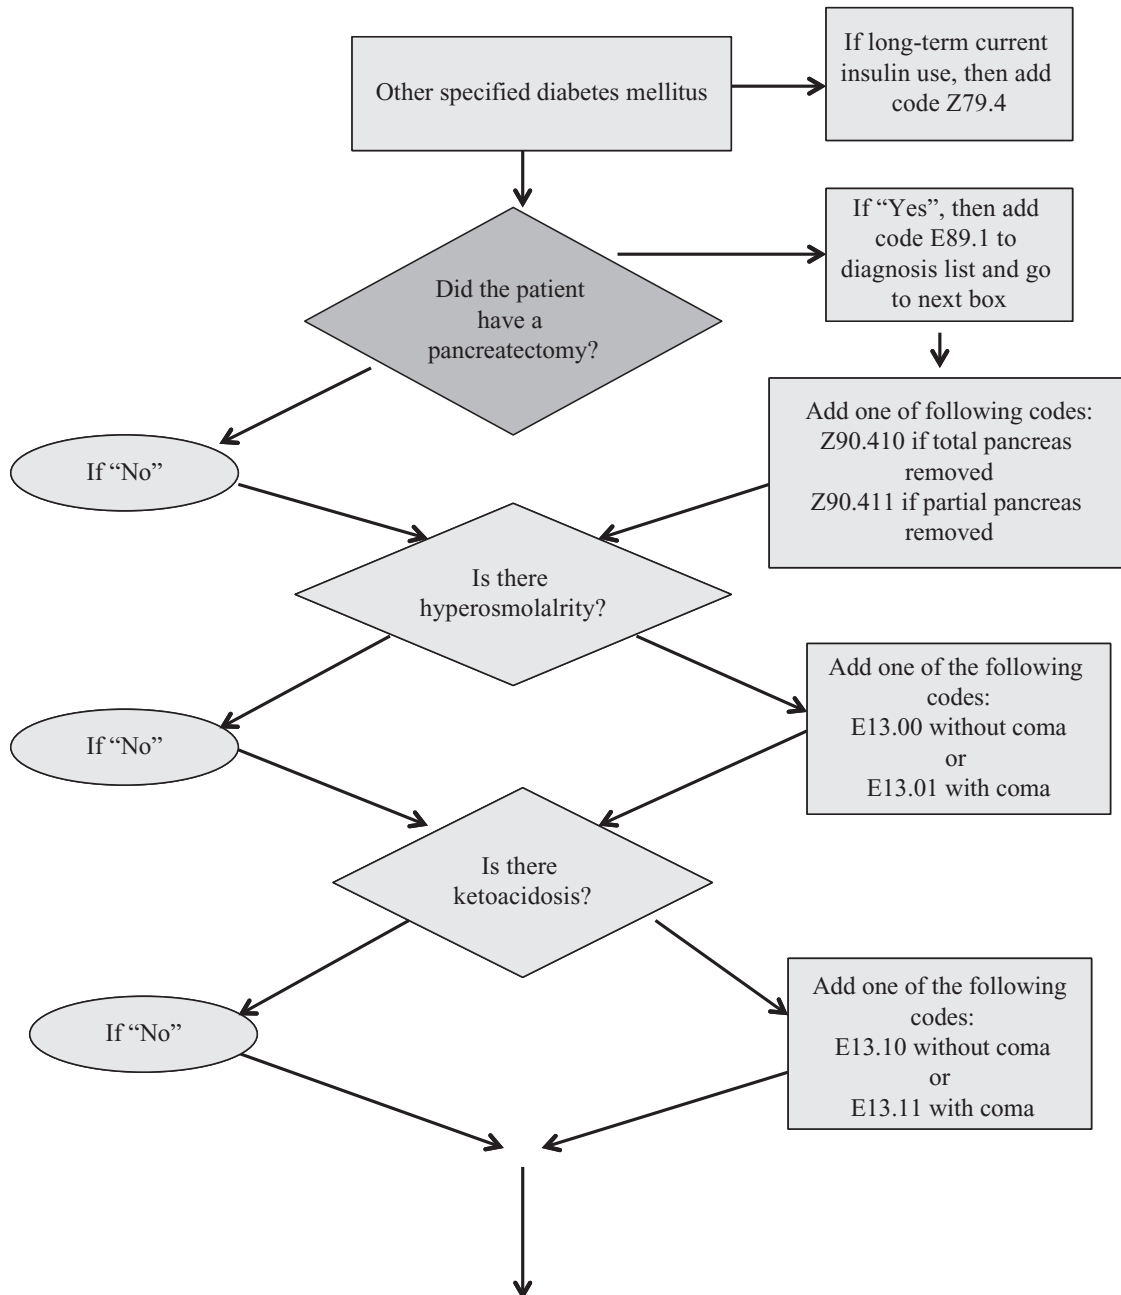 Other specified diabetes mellitus
If long-term current
insulin use, then add
code Z79.4
Did the patient
have a
pancreatectomy?
If “Yes”, then add
code E89.1 to
diagnosis list and go
to next box
Add one of following codes:
Z90.410 if total pancreas
removed
Z90.411 if partial pancreas
removed
If “No”
Is there
hyperosmolalrity?
If “No”
Add one of the following
codes:
E13.00 without coma
or
E13.01 with coma
Is there
ketoacidosis?
If “No”
Add one of the following
codes:
E13.10 without coma
or
E13.11 with coma